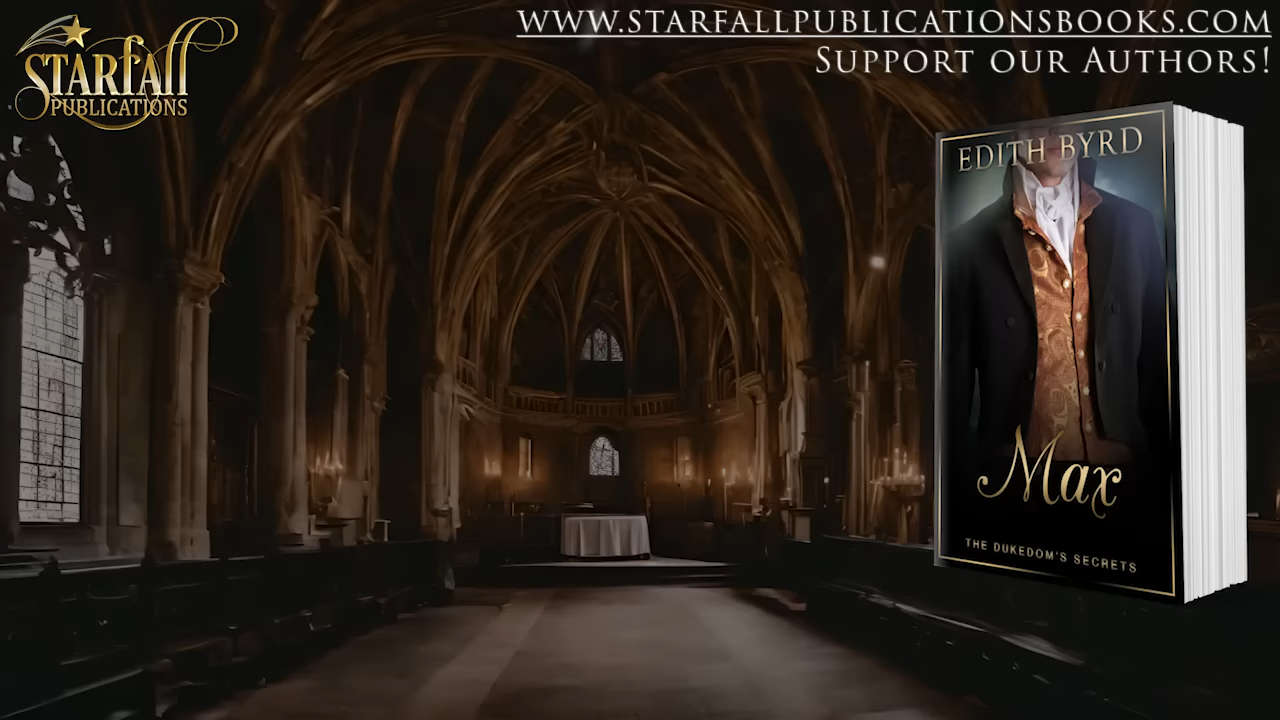 STARfall
PUBLICATIONS
WWW.STARFALLPUBLICATIONSBOOKS.COM
SUPPORT OUR AUTHORS!
EDITH BYRD
Max
THE DUKEDOM'S SECRETS